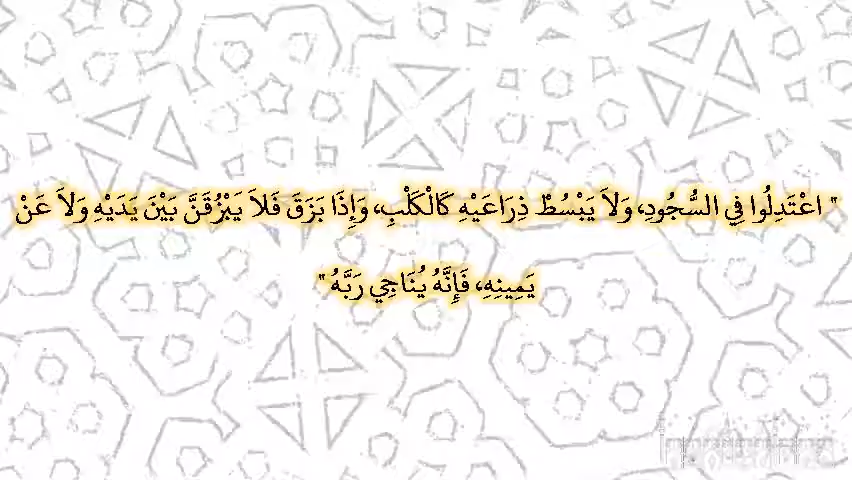 " اعْتَدِلُوا فِي السُّجُودِ، وَلاَ يَبْسُطْ ذِرَاعَيْهِ كَالْكَلْبِ، وَإِذَا بَزَقَ فَلاَ يَبْزُقَنَّ بَيْنَ يَدَيْهِ وَلاَ عَنْ
يَمِينِهِ، فَإِنَّهُ يُنَاجِي رَبَّهُ "